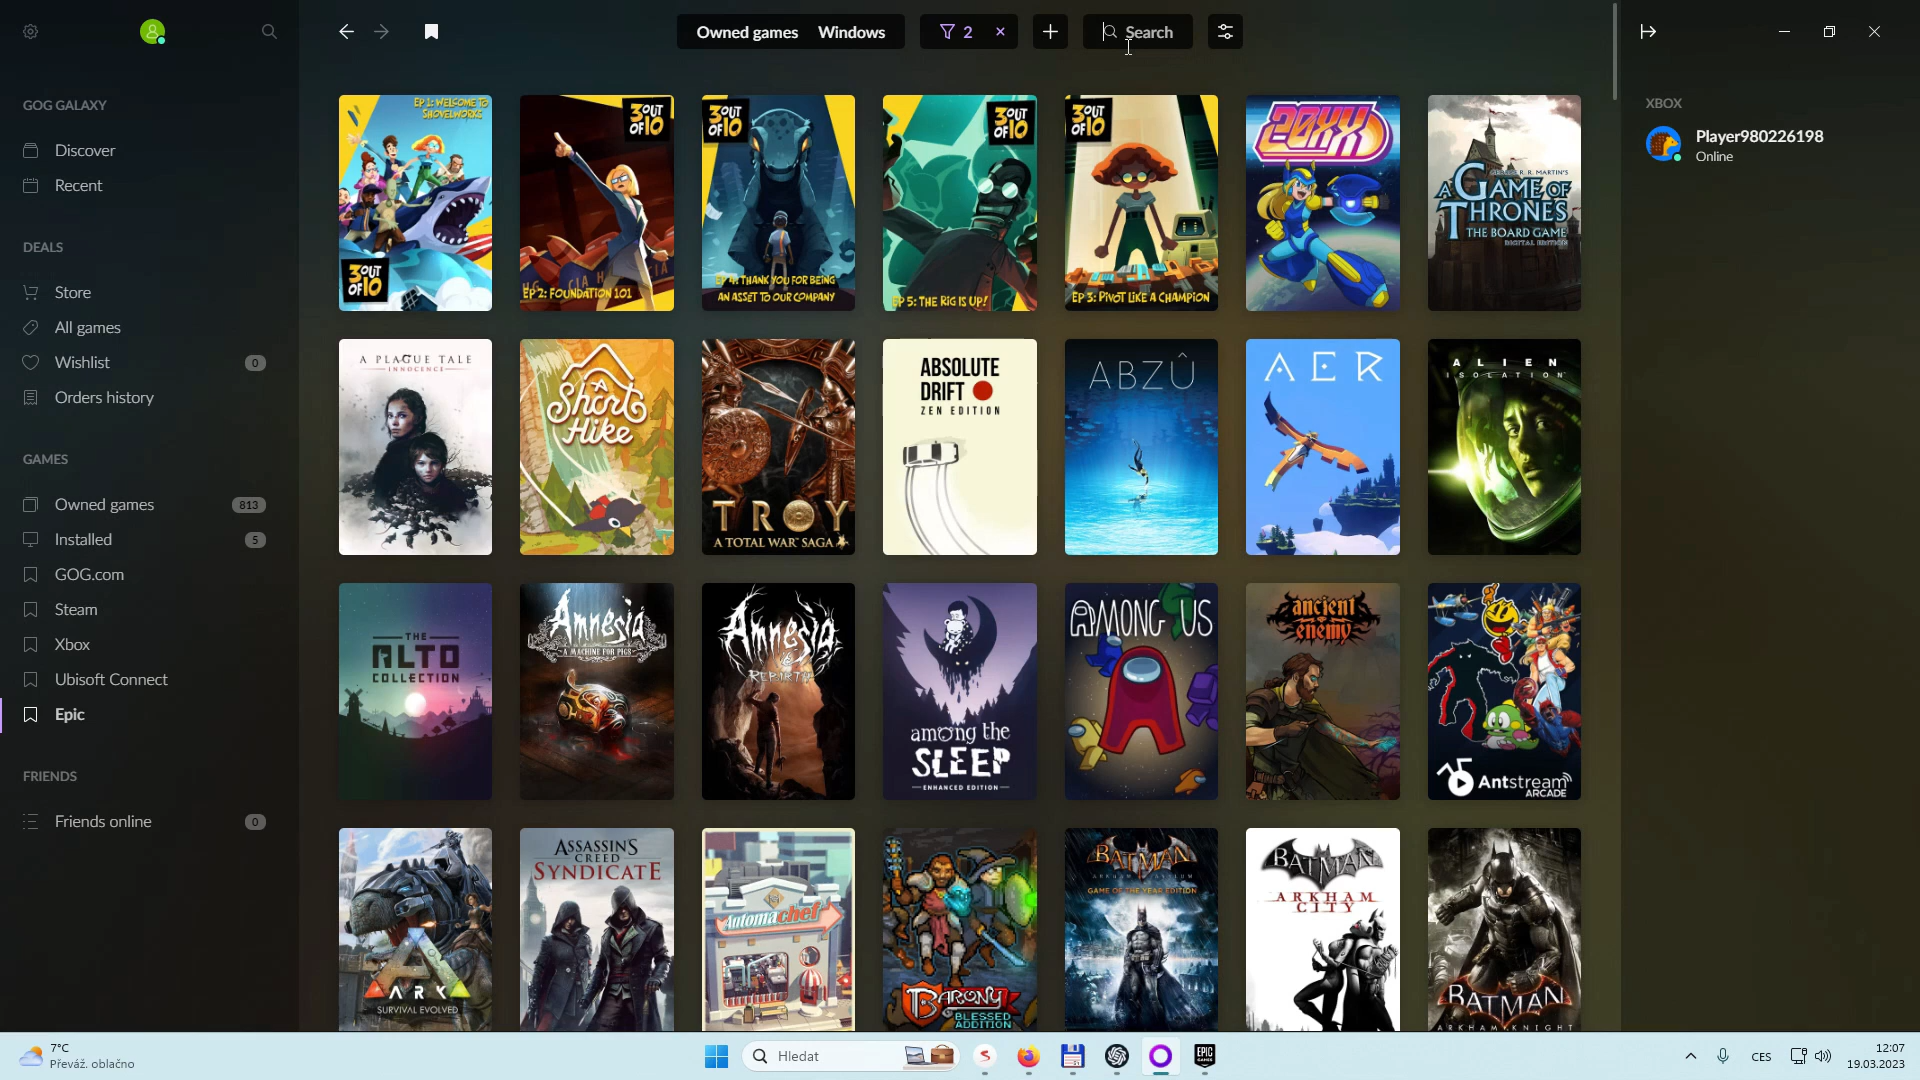 Owned games Windows 2 Search
GOG GALAXY
Discover
Recent
DEALS
Store
All games
Wishlist 0
Orders history
GAMES
Owned games 813
Installed 5
GOG.com
Steam
Xbox
Ubisoft Connect
Epic
FRIENDS
Friends online 0
EP 1: WELCOME TO
SHOVELWORKS
3 OUT
OF 10
3 OUT
OF 10
EP 2: FOUNDATION 101
3 OUT
OF 10
EP 4: THANK YOU FOR BEING
AN ASSET TO OUR COMPANY
3 OUT
OF 10
EP 5: THE RIG IS UP!
3 OUT
OF 10
EP 3: PIVOT LIKE A CHAMPION
20XX
GEORGE R. R. MARTIN'S
A GAME OF
THRONES
THE BOARD GAME
DIGITAL EDITION
A PLAGUE TALE
INNOCENCE
A
Short
Hike
TROY
A TOTAL WAR SAGA
ABSOLUTE
DRIFT
ZEN EDITION
ABZÛ
AER
ALIEN
ISOLATION
THE
ALTO
COLLECTION
Amnesia
A MACHINE FOR PIGS
Amnesia
REBIRTH
among the
SLEEP
ENHANCED EDITION
AMONG US
ancient
enemy
Antstream
ARCADE
ARK
SURVIVAL EVOLVED
ASSASSIN'S
CREED
SYNDICATE
Automachef
BARONY
BLESSED
ADDITION
BATMAN
ARKHAM ASYLUM
GAME OF THE YEAR EDITION
BATMAN
ARKHAM
CITY
BATMAN
ARKHAM KNIGHT
XBOX
Player980226198
Online
7°C
Převáž. oblačno
Hledat
S
EPIC
GAMES
CES
12:07
19.03.2023